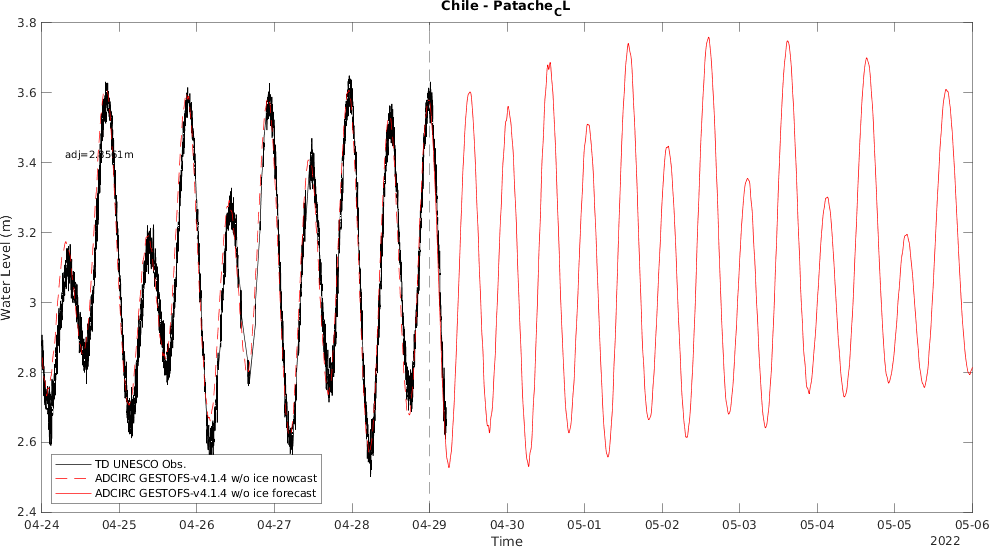 Chile - Patache_CL
3.8
3.6
3.4
3.2
3
2.8
2.6
2.4
Water Level (m)
TD UNESCO Obs.
ADCIRC GESTOFS-v4.1.4 w/o ice nowcast
ADCIRC GESTOFS-v4.1.4 w/o ice forecast
04-24 04-25 04-26 04-27 04-28 04-29 04-30 05-01 05-02 05-03 05-04 05-05 05-06
Time
2022